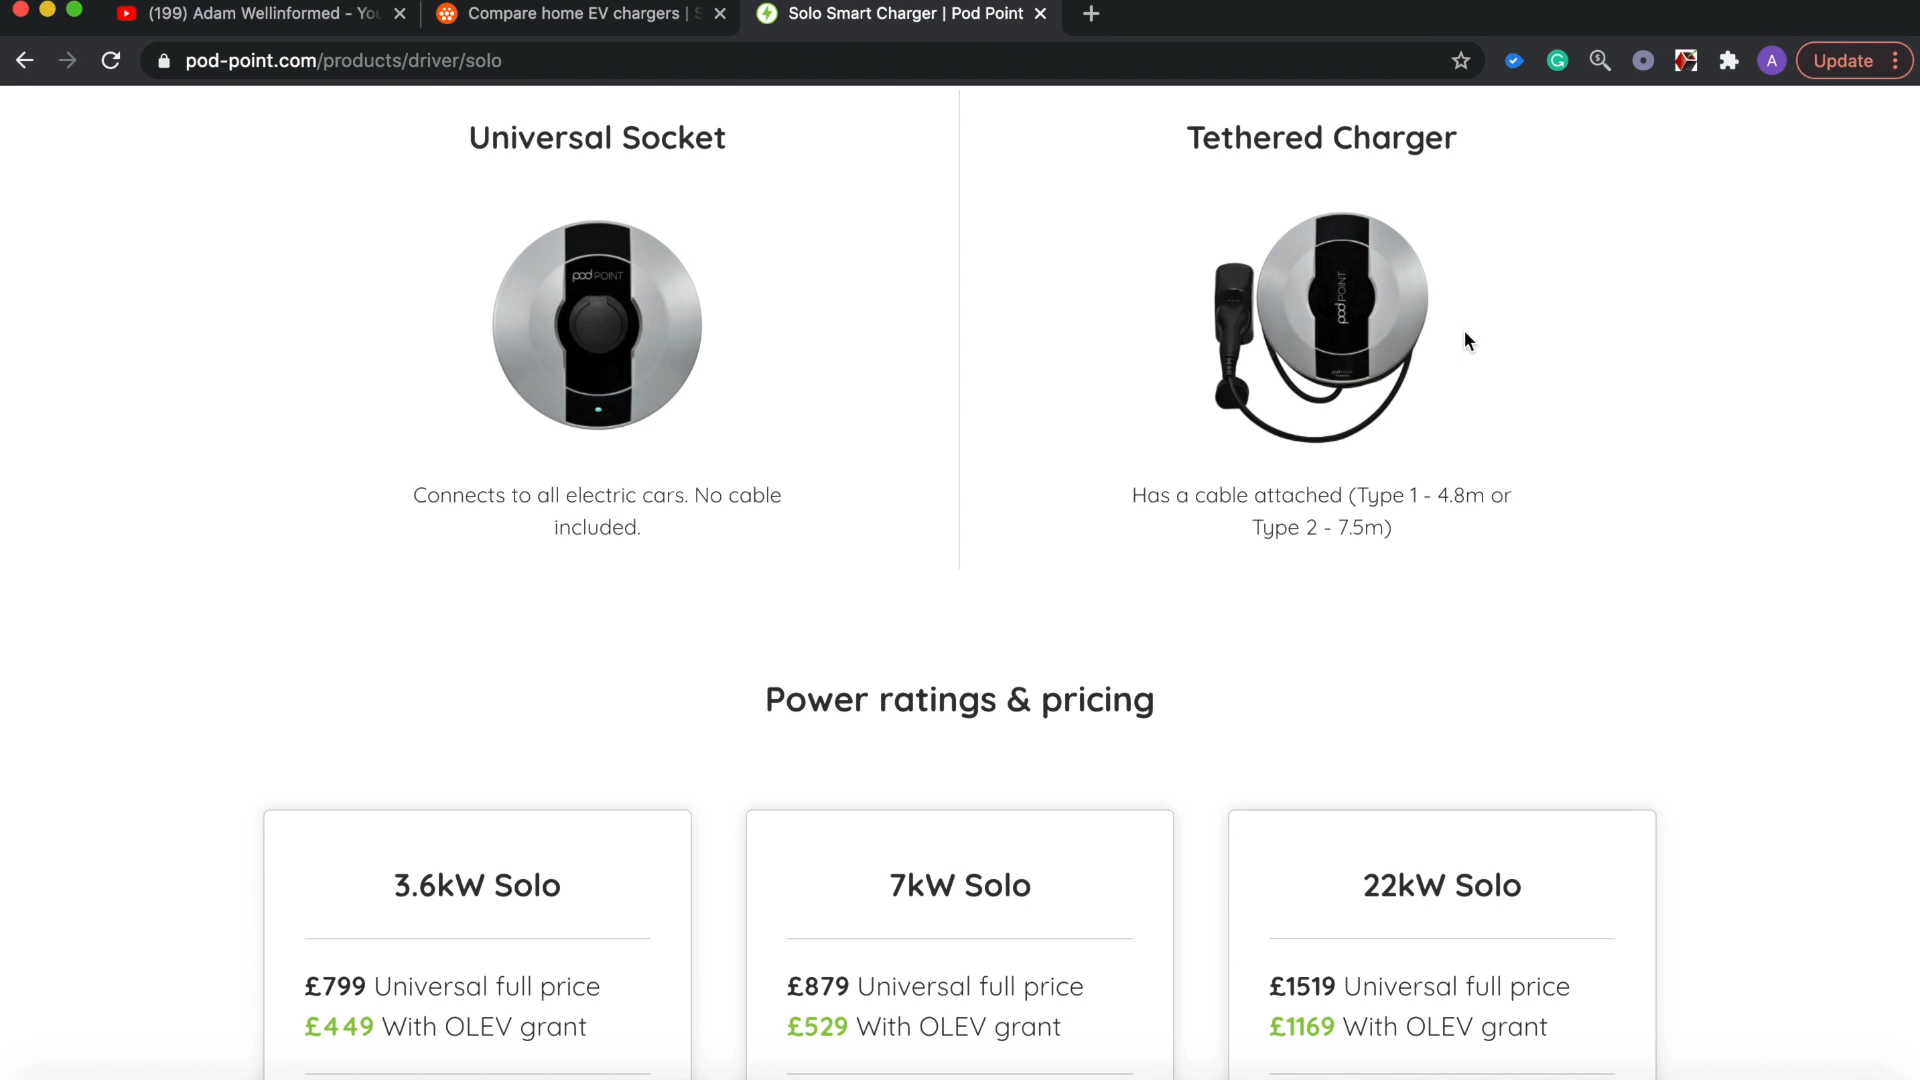 (199) Adam Wellinformed - You
Compare home EV chargers | S
Solo Smart Charger | Pod Point
pod-point.com/products/driver/solo
A
Update
Universal Socket
Tethered Charger
pod POINT
pod POINT
Connects to all electric cars. No cable
included.
Has a cable attached (Type 1 - 4.8m or
Type 2 - 7.5m)
Power ratings & pricing
3.6kW Solo
£799 Universal full price
£449 With OLEV grant
7kW Solo
£879 Universal full price
£529 With OLEV grant
22kW Solo
£1519 Universal full price
£1169 With OLEV grant